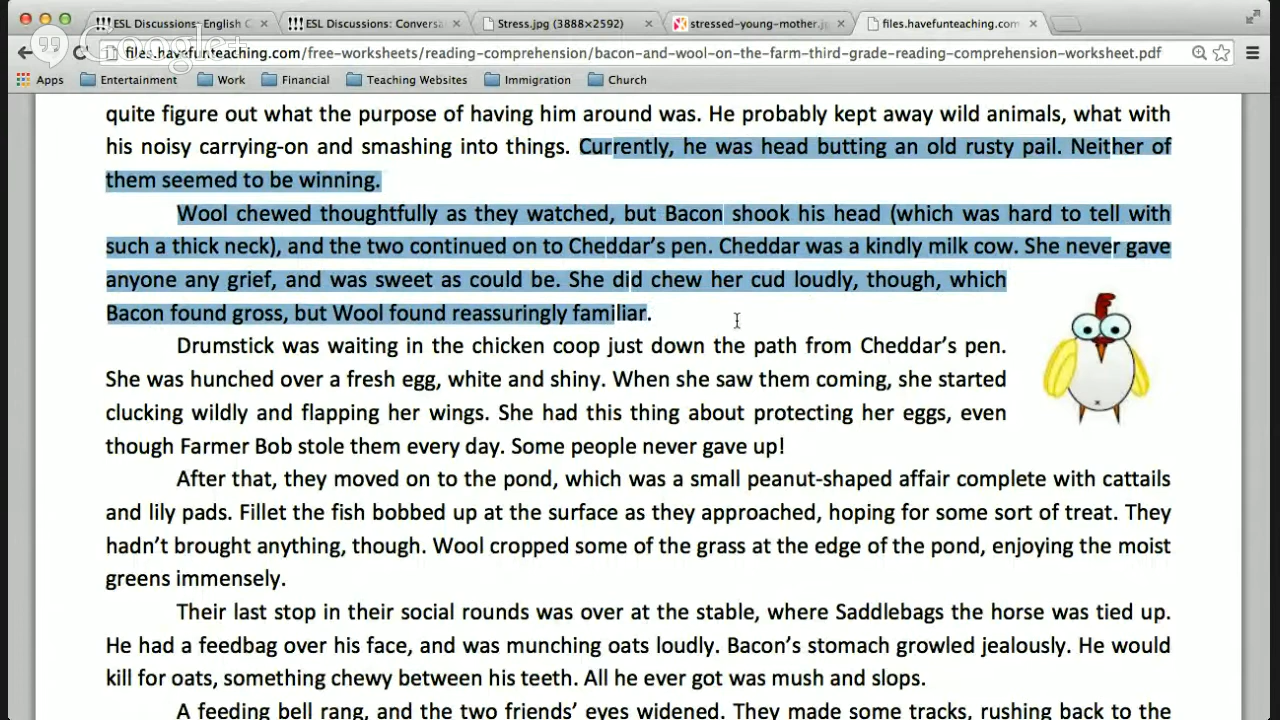 !!! ESL Discussions: English C
!!! ESL Discussions: Conversa
Stress.jpg (3888×2592)
stressed-young-mother.j
files.havefunteaching.com
Google+
files.havefunteaching.com/free-worksheets/reading-comprehension/bacon-and-wool-on-the-farm-third-grade-reading-comprehension-worksheet.pdf
Apps Entertainment Work Financial Teaching Websites Immigration Church
quite figure out what the purpose of having him around was. He probably kept away wild animals, what with
his noisy carrying-on and smashing into things. Currently, he was head butting an old rusty pail. Neither of
them seemed to be winning.
Wool chewed thoughtfully as they watched, but Bacon shook his head (which was hard to tell with
such a thick neck), and the two continued on to Cheddar’s pen. Cheddar was a kindly milk cow. She never gave
anyone any grief, and was sweet as could be. She did chew her cud loudly, though, which
Bacon found gross, but Wool found reassuringly familiar.
Drumstick was waiting in the chicken coop just down the path from Cheddar’s pen.
She was hunched over a fresh egg, white and shiny. When she saw them coming, she started
clucking wildly and flapping her wings. She had this thing about protecting her eggs, even
though Farmer Bob stole them every day. Some people never gave up!
After that, they moved on to the pond, which was a small peanut-shaped affair complete with cattails
and lily pads. Fillet the fish bobbed up at the surface as they approached, hoping for some sort of treat. They
hadn’t brought anything, though. Wool cropped some of the grass at the edge of the pond, enjoying the moist
greens immensely.
Their last stop in their social rounds was over at the stable, where Saddlebags the horse was tied up.
He had a feedbag over his face, and was munching oats loudly. Bacon’s stomach growled jealously. He would
kill for oats, something chewy between his teeth. All he ever got was mush and slops.
A feeding bell rang, and the two friends’ eyes widened. They made some tracks, rushing back to the